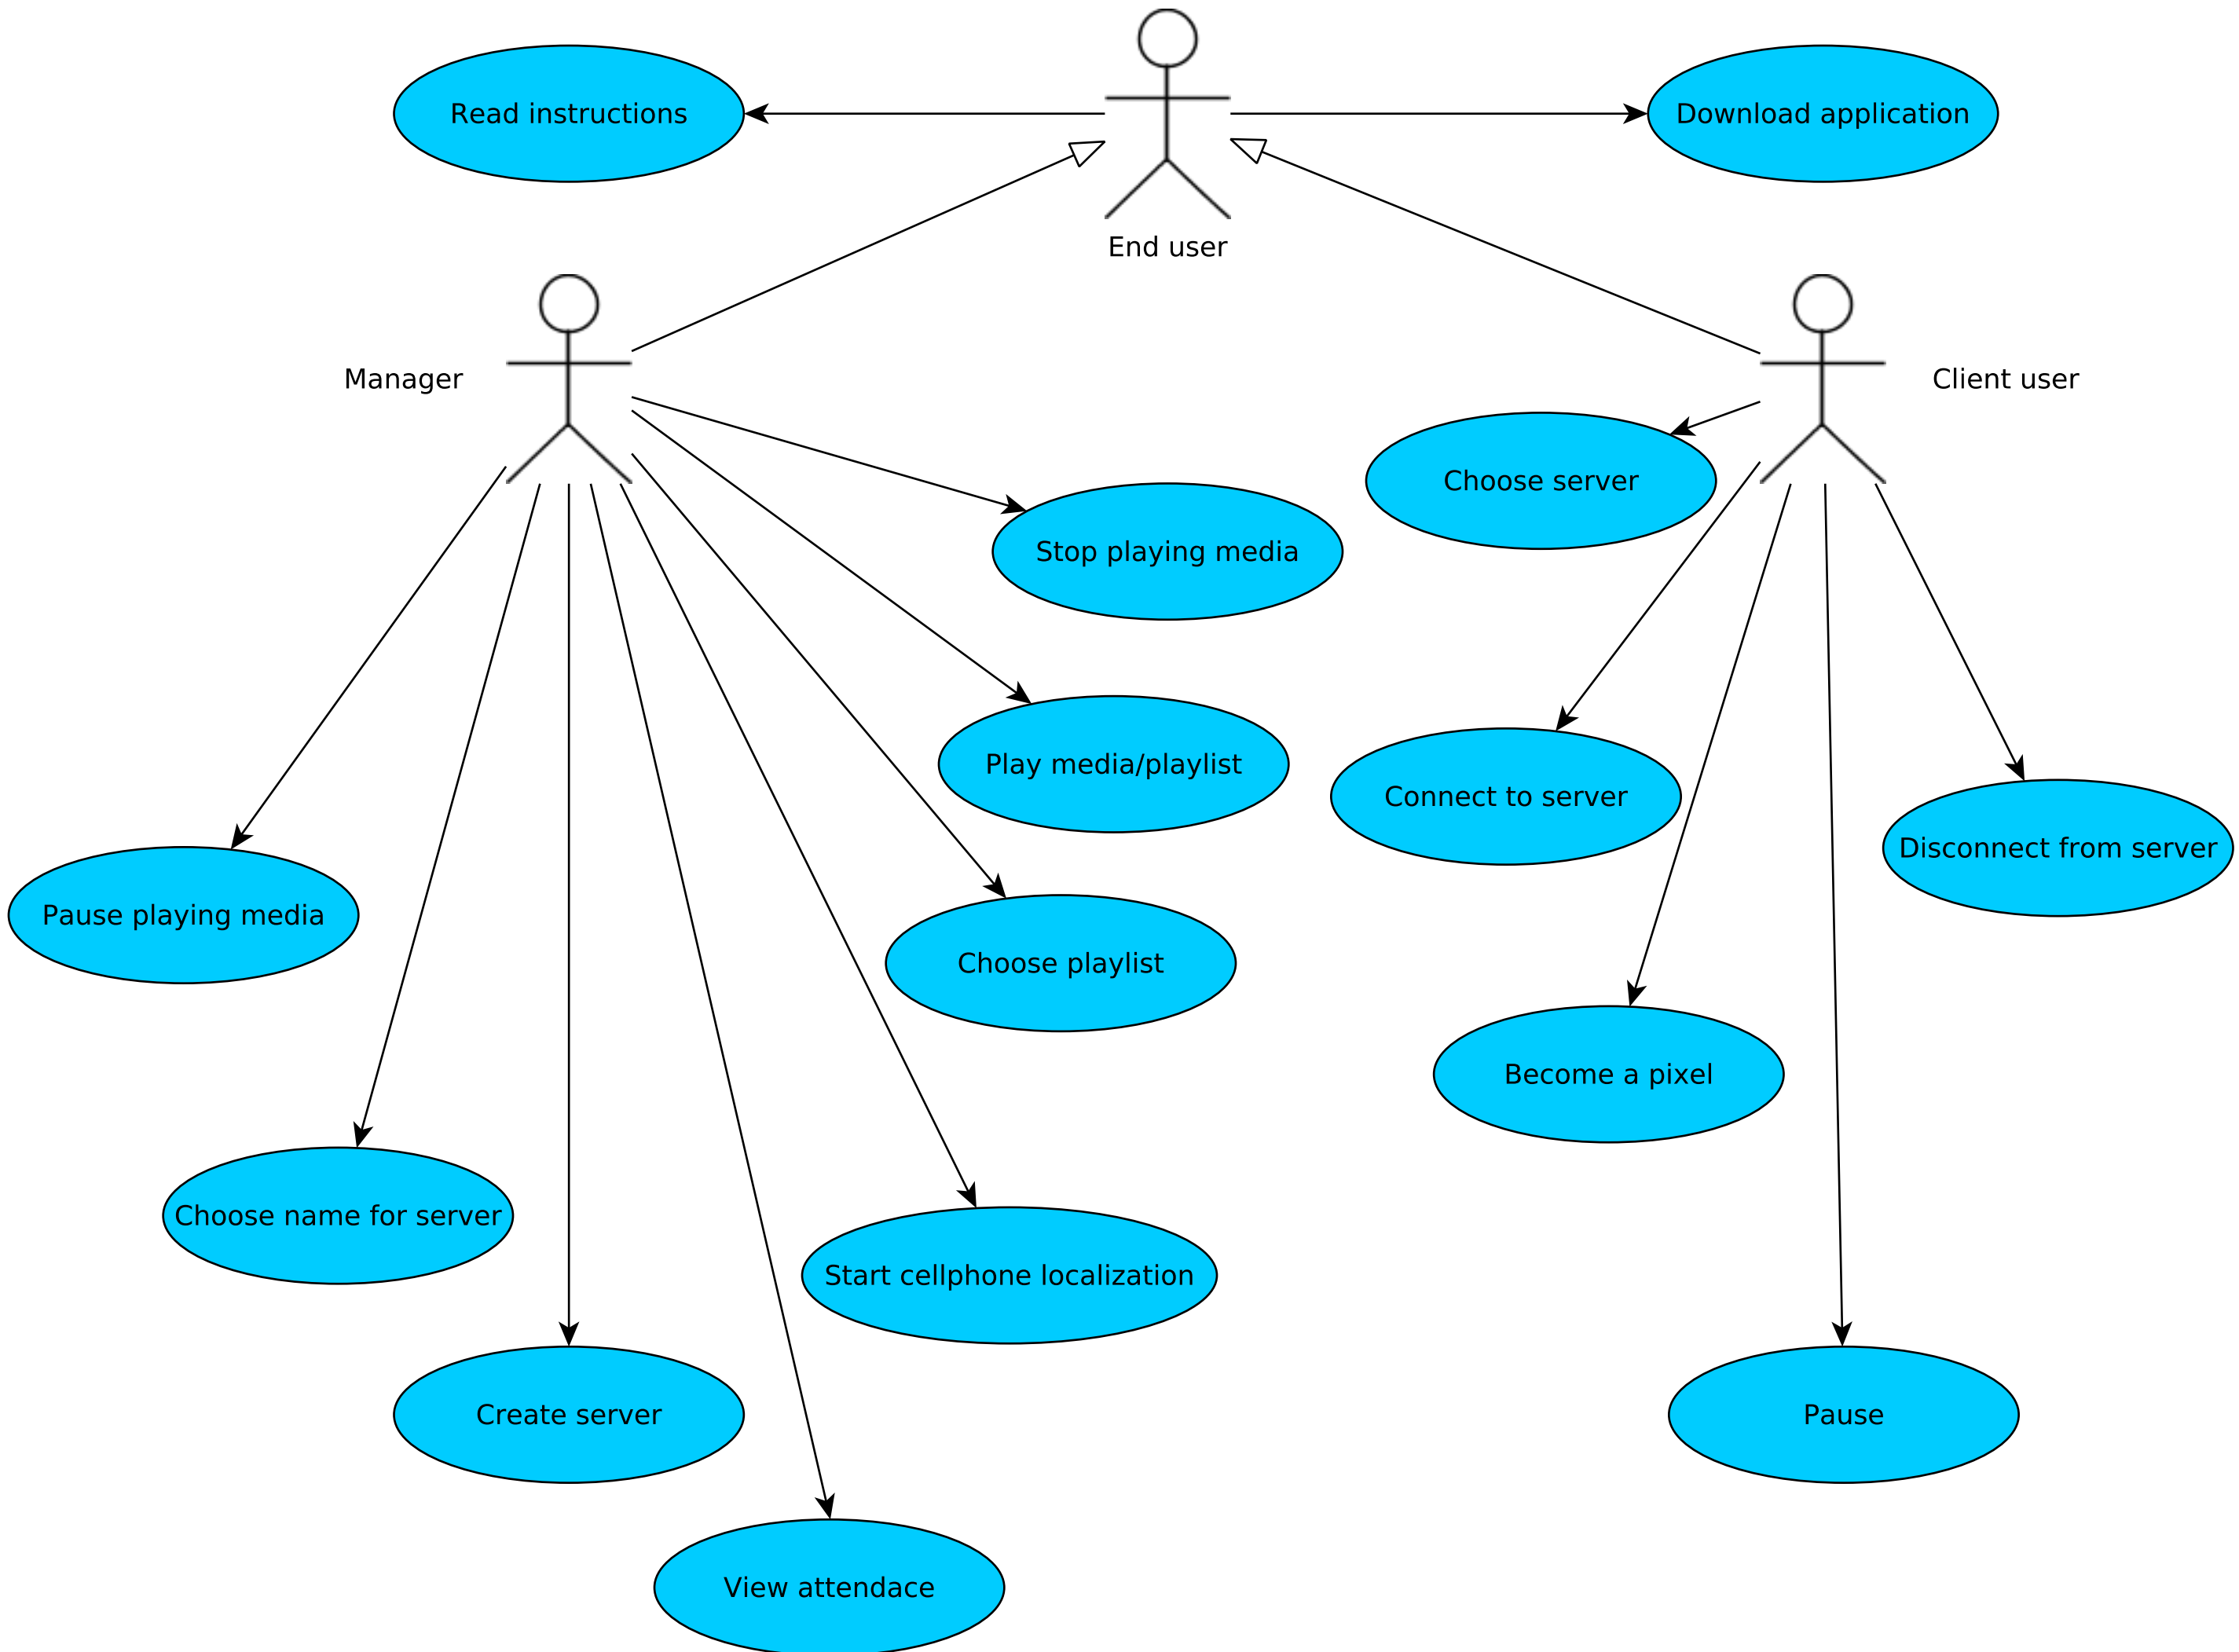 Read instructions
Download application
End user
Manager
Client user
Choose server
Stop playing media
Play media/playlist
Connect to server
Disconnect from server
Pause playing media
Choose playlist
Become a pixel
Choose name for server
Start cellphone localization
Create server
Pause
View attendace